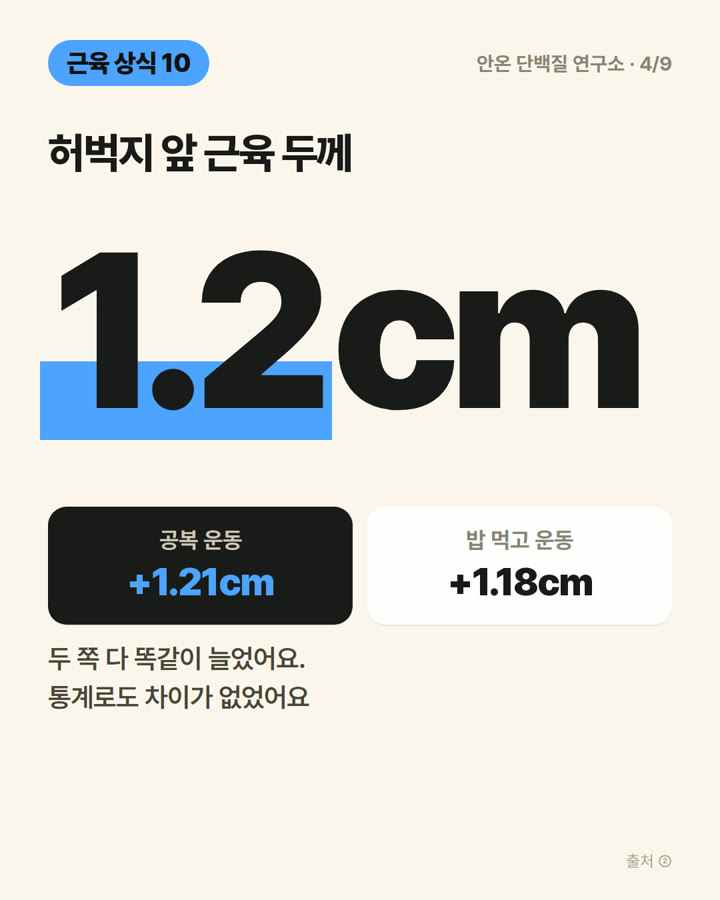 근육 상식 10
안온 단백질 연구소 · 4/9
허벅지 앞 근육 두께
1.2cm
공복 운동
+1.21cm
밥 먹고 운동
+1.18cm
두 쪽 다 똑같이 늘었어요.
통계로도 차이가 없었어요
출처 ②